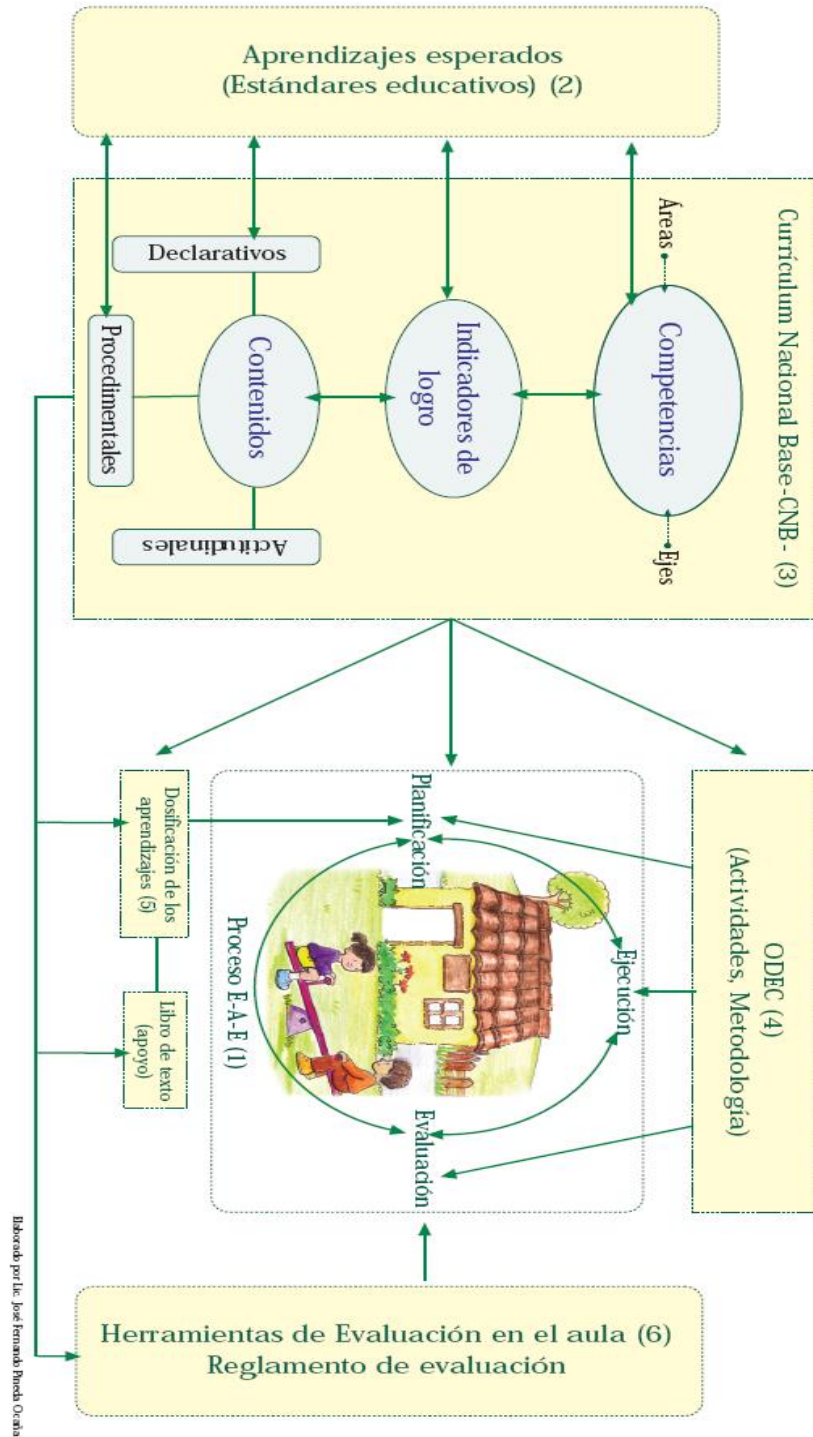 Aprendizajes esperados
(Estándares educativos) (2)
Currículum Nacional Base-CNB- (3)
Áreas
Ejes
Competencias
Indicadores de
logro
Contenidos
Declarativos
Procedimentales
Actitudinales
ODEC (4)
(Actividades, Metodología)
Planificación
Ejecución
Evaluación
Proceso E-A-E (1)
Dosificación de los
aprendizajes (5)
Libro de texto
(apoyo)
Herramientas de Evaluación en el aula (6)
Reglamento de evaluación
Elaborado por Lic. José Fernando Pineda Ocaña